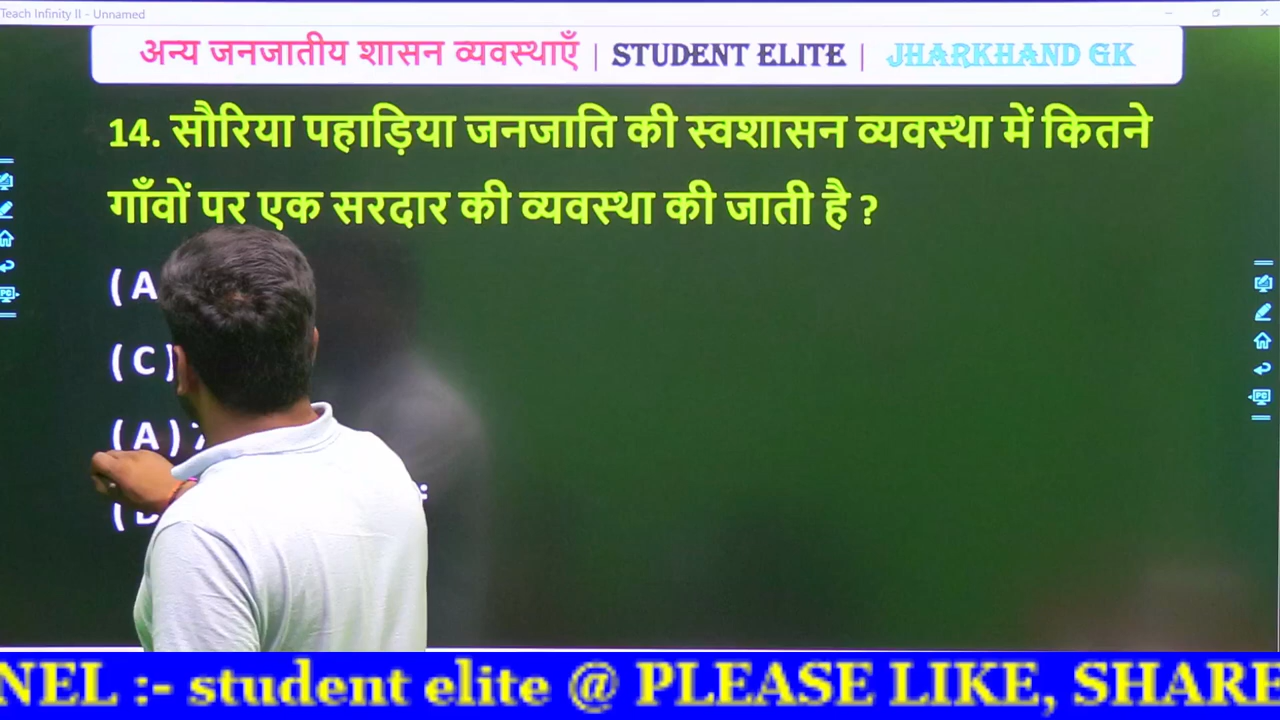 Teach Infinity II - Unnamed
अन्य जनजातीय शासन व्यवस्थाएँ | STUDENT ELITE | JHARKHAND GK
14. सौरिया पहाड़िया जनजाति की स्वशासन व्यवस्था में कितने
गाँवों पर एक सरदार की व्यवस्था की जाती है ?
( A
( C )
( A ) 7
NEL :- student elite @ PLEASE LIKE, SHARE